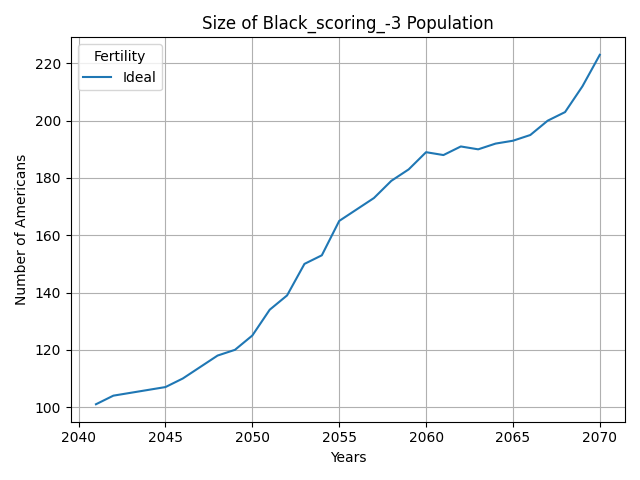 Size of Black_scoring_-3 Population
Fertility
Ideal
Number of Americans
220
200
180
160
140
120
100
2040 2045 2050 2055 2060 2065 2070
Years